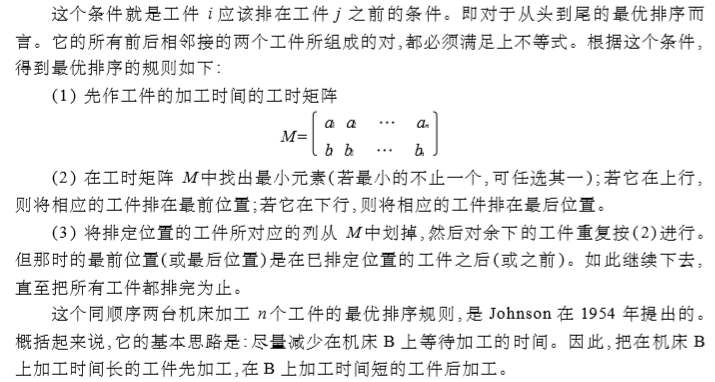 这个条件就是工件 i 应该排在工件 j 之前的条件。即对于从头到尾的最优排序而
言。它的所有前后相邻接的两个工件所组成的对,都必须满足上不等式。根据这个条件,
得到最优排序的规则如下:
(1) 先作工件的加工时间的工时矩阵
M= [ a₁ a₂ ⋯ aₙ
b₁ b₂ ⋯ bₙ ]
(2) 在工时矩阵 M中找出最小元素(若最小的不止一个,可任选其一);若它在上行,
则将相应的工件排在最前位置;若它在下行,则将相应的工件排在最后位置。
(3) 将排定位置的工件所对应的列从 M中划掉,然后对余下的工件重复按(2)进行。
但那时的最前位置(或最后位置)是在已排定位置的工件之后(或之前)。如此继续下去,
直至把所有工件都排完为止。
这个同顺序两台机床加工 n个工件的最优排序规则,是 Johnson 在 1954 年提出的。
概括起来说,它的基本思路是:尽量减少在机床 B 上等待加工的时间。因此,把在机床 B
上加工时间长的工件先加工,在 B 上加工时间短的工件后加工。